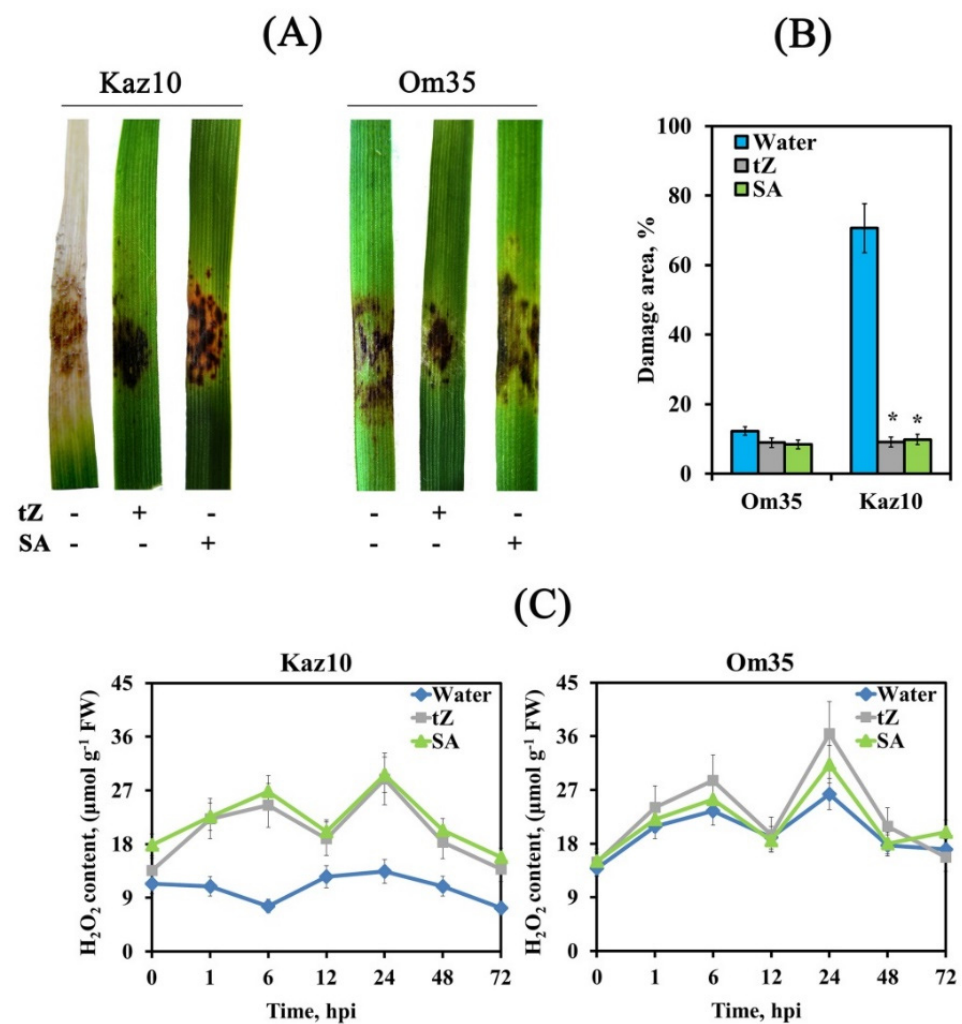 (A)
Kaz10
Om35
tZ - + - - + -
SA - - + - - +
(B)
100
80
60
40
20
0
Damage area, %
Water
tZ
SA
* *
Om35 Kaz10
(C)
Kaz10
45
36
27
18
9
0
H₂O₂ content, (µmol g⁻¹ FW)
Water
tZ
SA
0 1 6 12 24 48 72
Time, hpi
Om35
45
36
27
18
9
0
H₂O₂ content, (µmol g⁻¹ FW)
Water
tZ
SA
0 1 6 12 24 48 72
Time, hpi